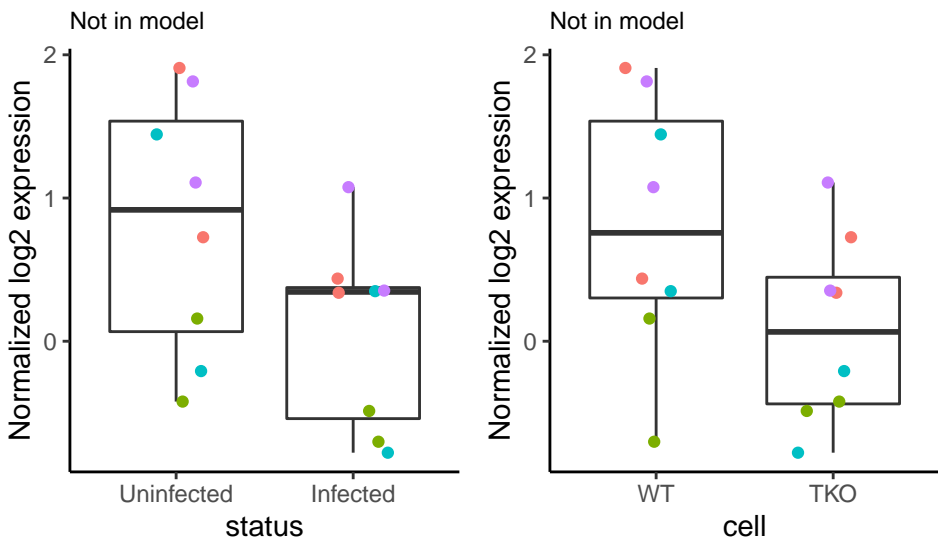 Not in model
Normalized log2 expression
2
1
0
Uninfected
Infected
status
Not in model
Normalized log2 expression
2
1
0
WT
TKO
cell